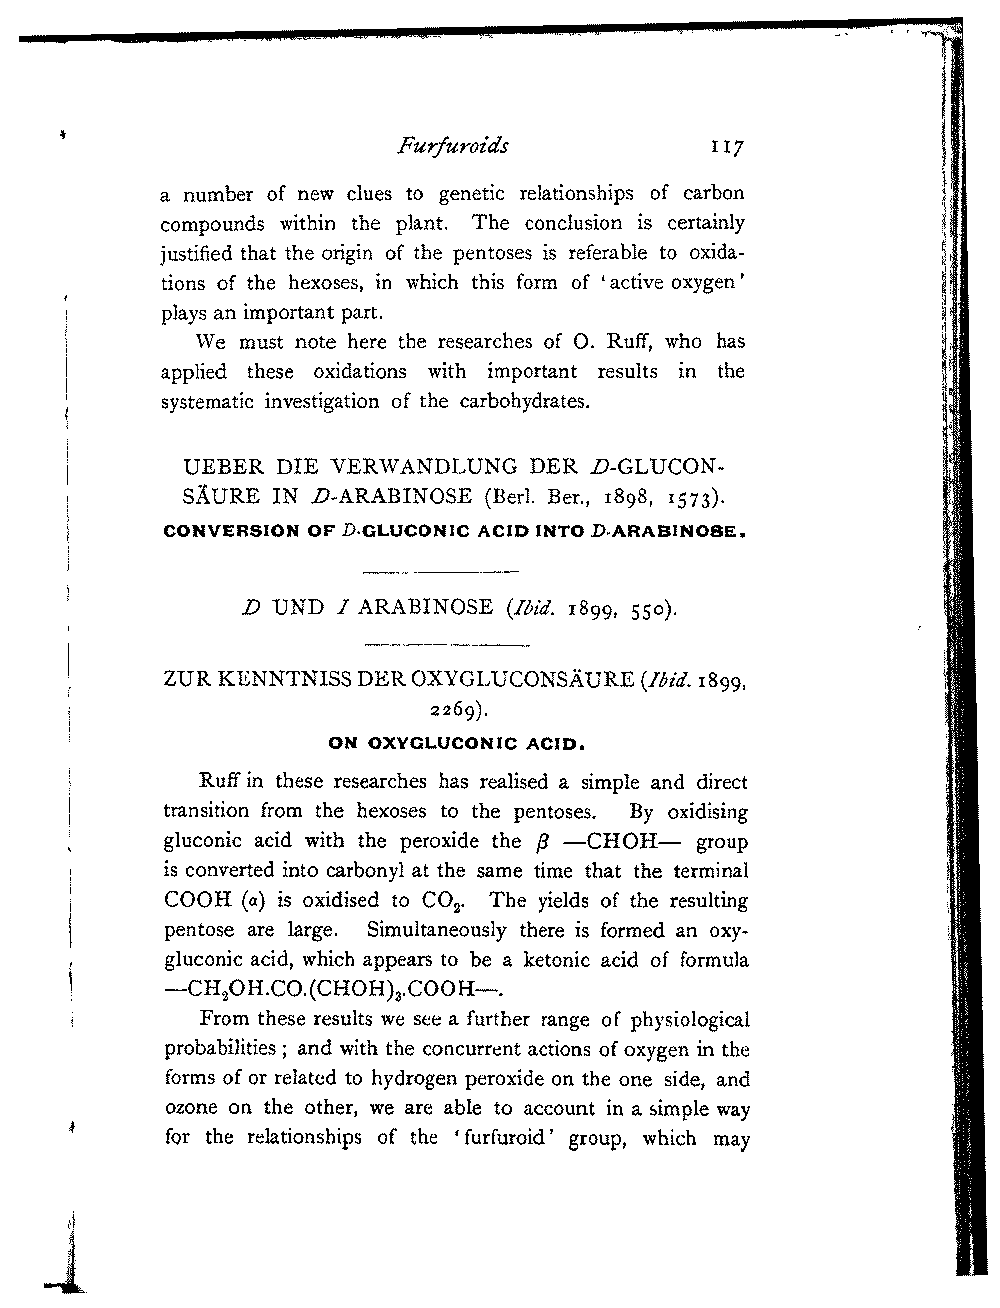 Furfuroids 117
a number of new clues to genetic relationships of carbon
compounds within the plant. The conclusion is certainly
justified that the origin of the pentoses is referable to oxida-
tions of the hexoses, in which this form of ‘active oxygen’
plays an important part.
We must note here the researches of O. Ruff, who has
applied these oxidations with important results in the
systematic investigation of the carbohydrates.
UEBER DIE VERWANDLUNG DER D-GLUCON-
SÄURE IN D-ARABINOSE (Berl. Ber., 1898, 1573).
CONVERSION OF D-GLUCONIC ACID INTO D-ARABINOSE.
D UND I ARABINOSE (Ibid. 1899, 550).
ZUR KENNTNISS DER OXYGLUCONSÄURE (Ibid. 1899,
2269).
ON OXYGLUCONIC ACID.
Ruff in these researches has realised a simple and direct
transition from the hexoses to the pentoses. By oxidising
gluconic acid with the peroxide the β —CHOH— group
is converted into carbonyl at the same time that the terminal
COOH (α) is oxidised to CO₂. The yields of the resulting
pentose are large. Simultaneously there is formed an oxy-
gluconic acid, which appears to be a ketonic acid of formula
—CH₂OH.CO.(CHOH)₃.COOH—.
From these results we see a further range of physiological
probabilities ; and with the concurrent actions of oxygen in the
forms of or related to hydrogen peroxide on the one side, and
ozone on the other, we are able to account in a simple way
for the relationships of the ‘furfuroid’ group, which may